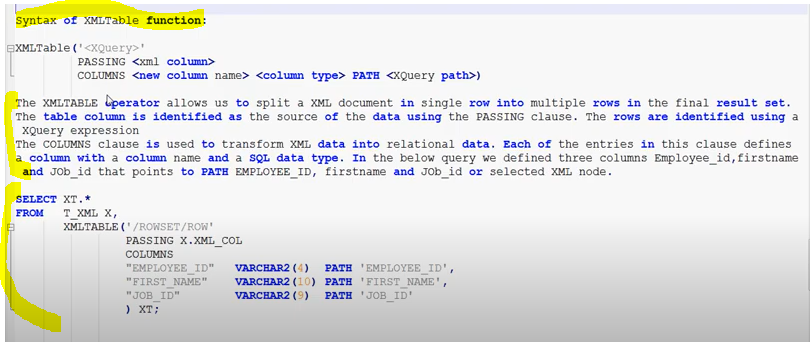 Syntax of XMLTable function:
XMLTable('<XQuery>'
PASSING <xml column>
COLUMNS <new column name> <column type> PATH <XQuery path>)
The XMLTABLE operator allows us to split a XML document in single row into multiple rows in the final result set.
The table column is identified as the source of the data using the PASSING clause. The rows are identified using a
XQuery expression
The COLUMNS clause is used to transform XML data into relational data. Each of the entries in this clause defines
a column with a column name and a SQL data type. In the below query we defined three columns Employee_id,firstname
and JOb_id that points to PATH EMPLOYEE_ID, firstname and JOb_id or selected XML node.
SELECT XT.*
FROM T_XML X,
XMLTABLE('/ROWSET/ROW'
PASSING X.XML_COL
COLUMNS
"EMPLOYEE_ID" VARCHAR2(4) PATH 'EMPLOYEE_ID',
"FIRST_NAME" VARCHAR2(10) PATH 'FIRST_NAME',
"JOB_ID" VARCHAR2(9) PATH 'JOB_ID'
) XT;